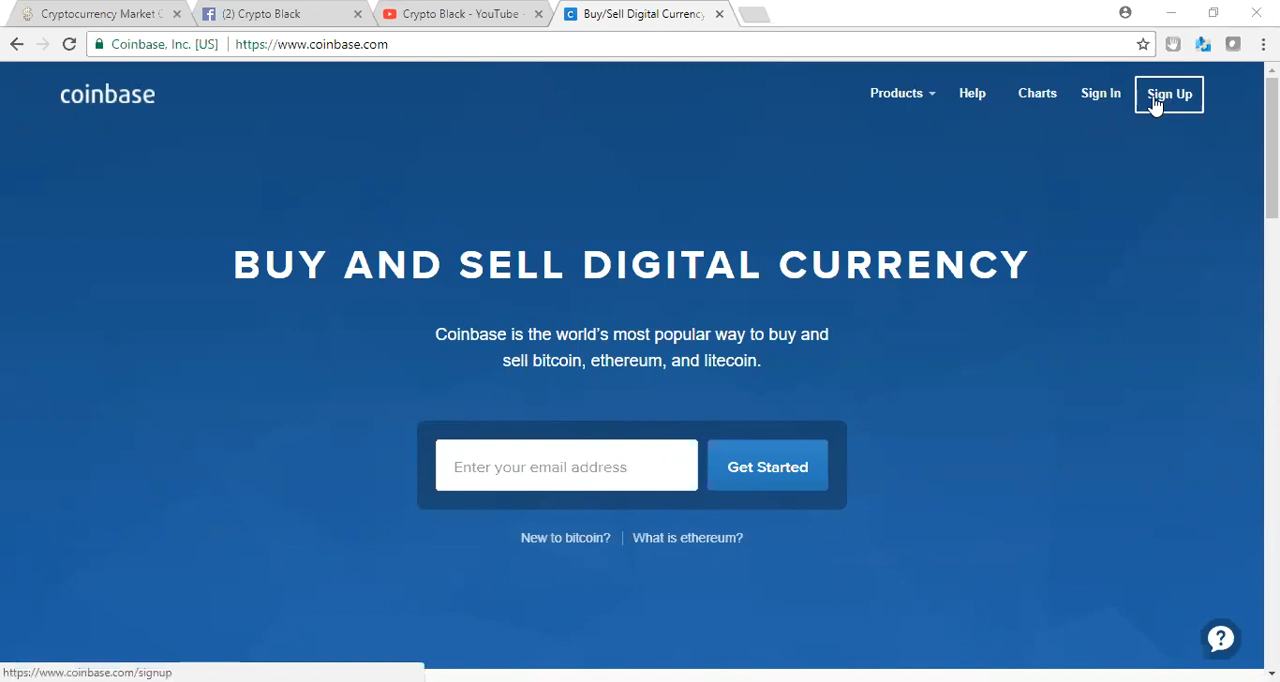 Cryptocurrency Market C
(2) Crypto Black
Crypto Black - YouTube -
Buy/Sell Digital Currency
Coinbase, Inc. [US]
https://www.coinbase.com
coinbase
Products
Help
Charts
Sign In
Sign Up
BUY AND SELL DIGITAL CURRENCY
Coinbase is the world's most popular way to buy and
sell bitcoin, ethereum, and litecoin.
Enter your email address
Get Started
New to bitcoin?
What is ethereum?
https://www.coinbase.com/signup